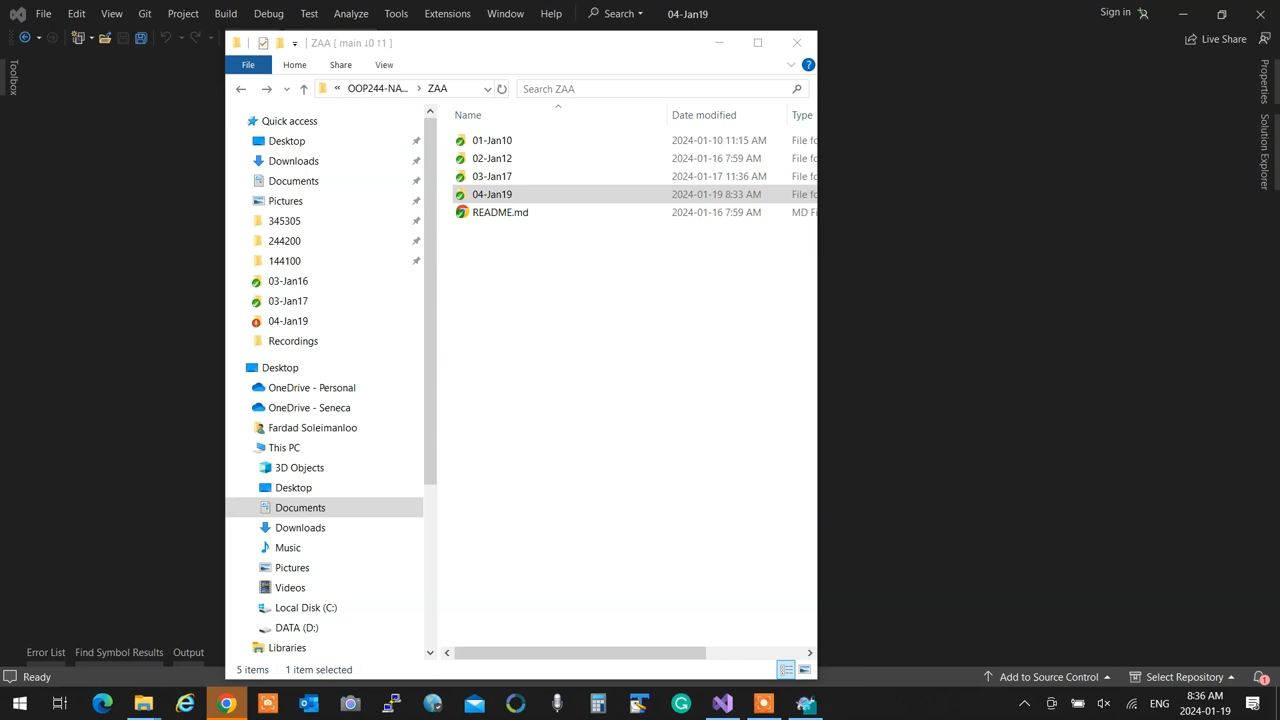 File Edit View Git Project Build Debug Test Analyze Tools Extensions Window Help Search 04-Jan19 Sign in
ZAA [ main ↓0 ↑1 ]
Live Share
File Home Share View
Toolbox
Properties
Solution Explorer
« OOP244-NA... > ZAA
Search ZAA
Name Date modified Type
Quick access
Desktop
Downloads
Documents
Pictures
345305
244200
144100
03-Jan16
03-Jan17
04-Jan19
Recordings
Desktop
OneDrive - Personal
OneDrive - Seneca
Fardad Soleimanloo
This PC
3D Objects
Desktop
Documents
Downloads
Music
Pictures
Videos
Local Disk (C:)
DATA (D:)
Libraries
01-Jan10 2024-01-10 11:15 AM File fo
02-Jan12 2024-01-16 7:59 AM File fo
03-Jan17 2024-01-17 11:36 AM File fo
04-Jan19 2024-01-19 8:33 AM File fo
README.md 2024-01-16 7:59 AM MD Fi
5 items 1 item selected
Error List Find Symbol Results Output
Ready
Add to Source Control
1
ENG
8:36 AM
2024-01-19